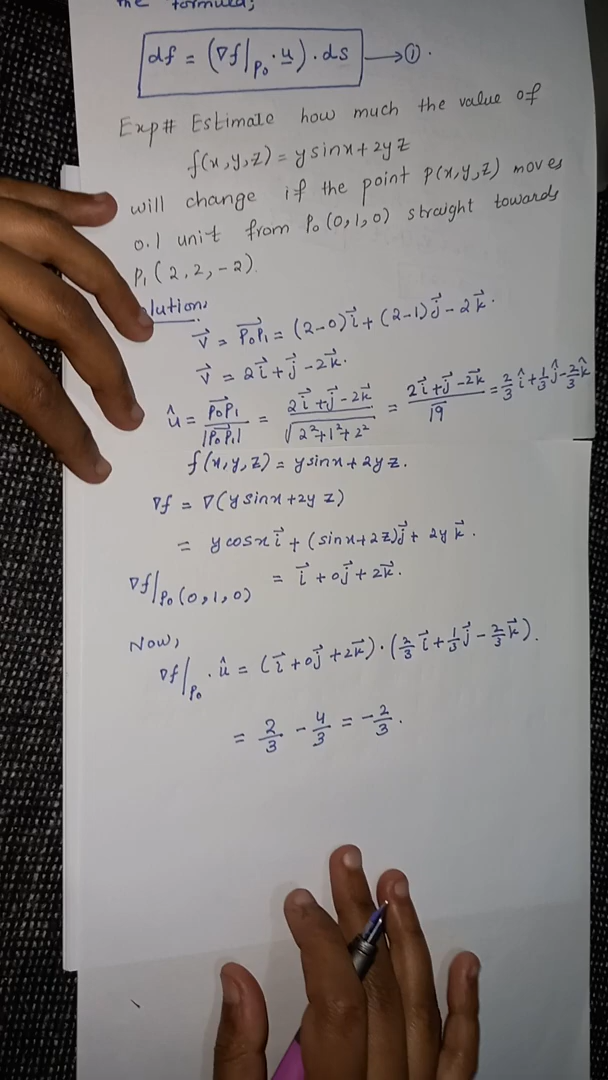 the formula;
df = (∇f|P₀ · u) · ds → ①.
Exp# Estimate how much the value of
f(x,y,z) = y sinx + 2y z
will change if the point P(x,y,z) moves
0.1 unit from P₀(0,1,0) straight towards
P₁(2,2,-2).
lution:
v⃗ = P₀P₁⃗ = (2-0)i⃗ + (2-1)j⃗ - 2k⃗.
v⃗ = 2i⃗ + j⃗ - 2k⃗.
û = P₀P₁⃗/|P₀P₁⃗| = (2i⃗ + j⃗ - 2k⃗)/√(2²+1²+2²) = (2i⃗ + j⃗ - 2k⃗)/√9 = 2/3 î + 1/3 ĵ - 2/3 k̂
f(x,y,z) = y sinx + 2y z.
∇f = ∇(y sinx + 2y z)
= y cosx i⃗ + (sinx + 2z)j⃗ + 2y k⃗.
∇f|P₀(0,1,0) = i⃗ + 0j⃗ + 2k⃗.
Now,
∇f|P₀ · û = (i⃗ + 0j⃗ + 2k⃗) · (2/3 i⃗ + 1/3 j⃗ - 2/3 k⃗).
= 2/3 - 4/3 = -2/3.